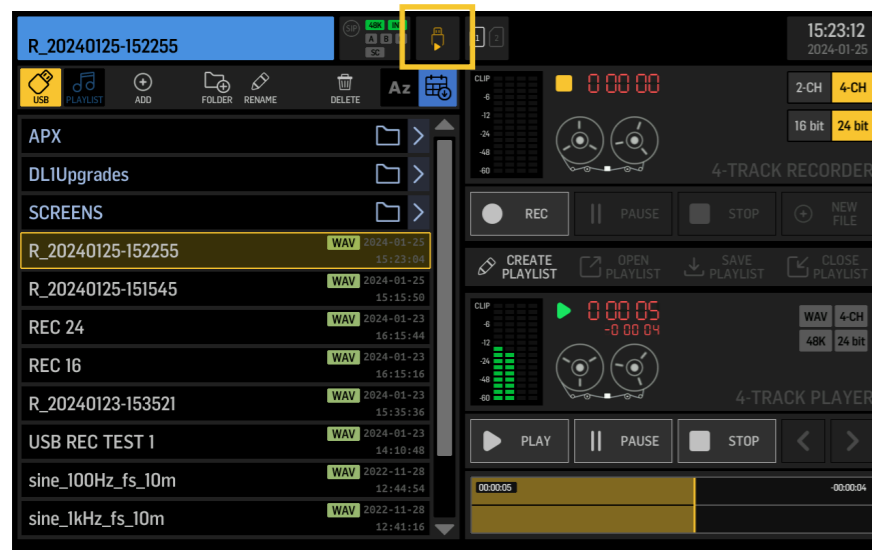 R_20240125-152255
SIP 48K INT
A B
SC
1 2
15:23:12
2024-01-25
USB PLAYLIST ADD FOLDER RENAME DELETE Az
APX
DL1Upgrades
SCREENS
R_20240125-152255 WAV 2024-01-25
15:23:04
R_20240125-151545 WAV 2024-01-25
15:15:50
REC 24 WAV 2024-01-23
16:15:44
REC 16 WAV 2024-01-23
16:15:16
R_20240123-153521 WAV 2024-01-23
15:35:36
USB REC TEST 1 WAV 2024-01-23
14:10:48
sine_100Hz_fs_10m WAV 2022-11-28
12:44:54
sine_1kHz_fs_10m WAV 2022-11-28
12:41:16
CLIP
-6
-12
-24
-48
-60
0 00 00
2-CH 4-CH
16 bit 24 bit
4-TRACK RECORDER
REC PAUSE STOP NEW FILE
CREATE PLAYLIST OPEN PLAYLIST SAVE PLAYLIST CLOSE PLAYLIST
CLIP
-6
-12
-24
-48
-60
0 00 05
-0 00 04
WAV 4-CH
48K 24 bit
4-TRACK PLAYER
PLAY PAUSE STOP
00:00:05 -00:00:04